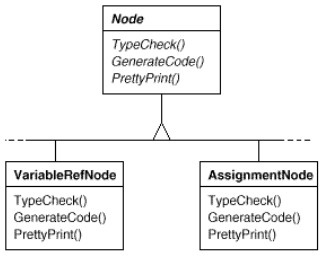 Node
TypeCheck()
GenerateCode()
PrettyPrint()
VariableRefNode
TypeCheck()
GenerateCode()
PrettyPrint()
AssignmentNode
TypeCheck()
GenerateCode()
PrettyPrint()